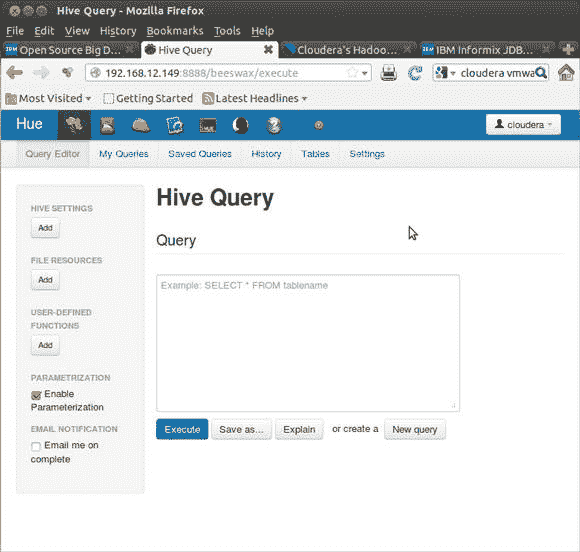 Hive Query - Mozilla Firefox
File Edit View History Bookmarks Tools Help
IBM Open Source Big D... Hive Query Cloudera's Hadoo... IBM IBM Informix JDB...
192.168.12.149:8888/beeswax/execute cloudera vmwa
Most Visited Getting Started Latest Headlines
Hue cloudera
Query Editor My Queries Saved Queries History Tables Settings
Hive Query
HIVE SETTINGS
Add
Query
FILE RESOURCES
Add
Example: SELECT * FROM tablename
USER-DEFINED
FUNCTIONS
Add
PARAMETRIZATION
Enable
Parameterization
EMAIL NOTIFICATION
Email me on
complete
Execute Save as... Explain or create a New query